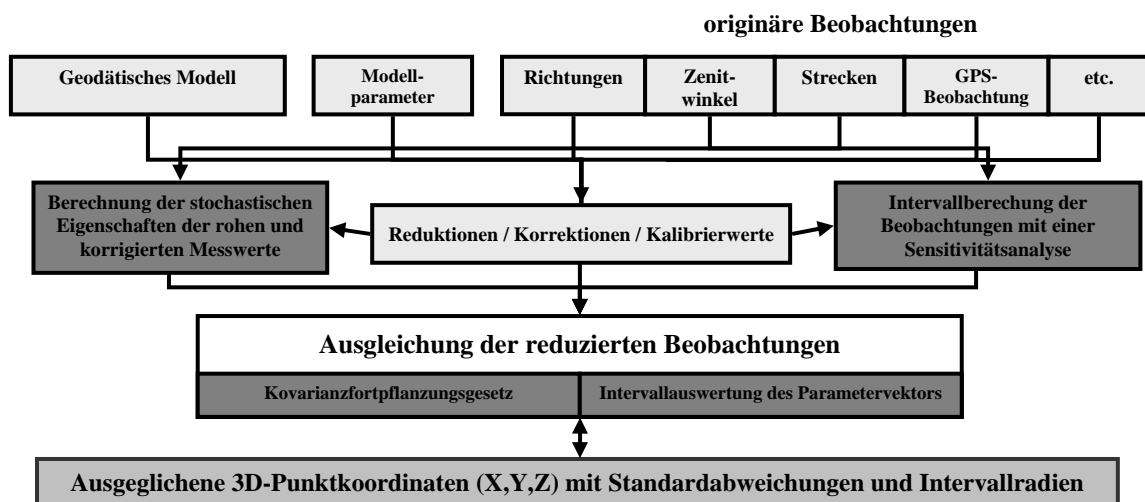 originäre Beobachtungen
Geodätisches Modell
Modell-
parameter
Richtungen
Zenit-
winkel
Strecken
GPS-
Beobachtung
etc.
Berechnung der stochastischen
Eigenschaften der rohen und
korrigierten Messwerte
Reduktionen / Korrektionen / Kalibrierwerte
Intervallberechung der
Beobachtungen mit einer
Sensitivitätsanalyse
Ausgleichung der reduzierten Beobachtungen
Kovarianzfortpflanzungsgesetz
Intervallauswertung des Parametervektors
Ausgeglichene 3D-Punktkoordinaten (X,Y,Z) mit Standardabweichungen und Intervallradien